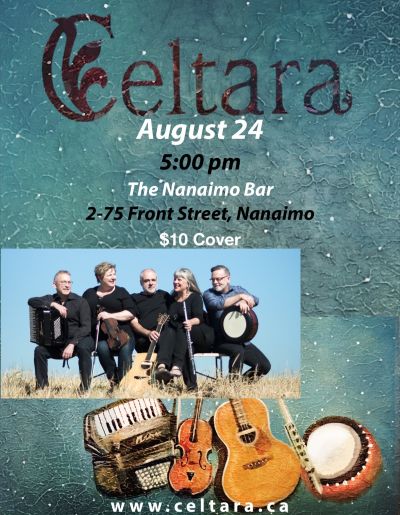 Celtara
August 24
5:00 pm
The Nanaimo Bar
2-75 Front Street, Nanaimo
$10 Cover
www.celtara.ca